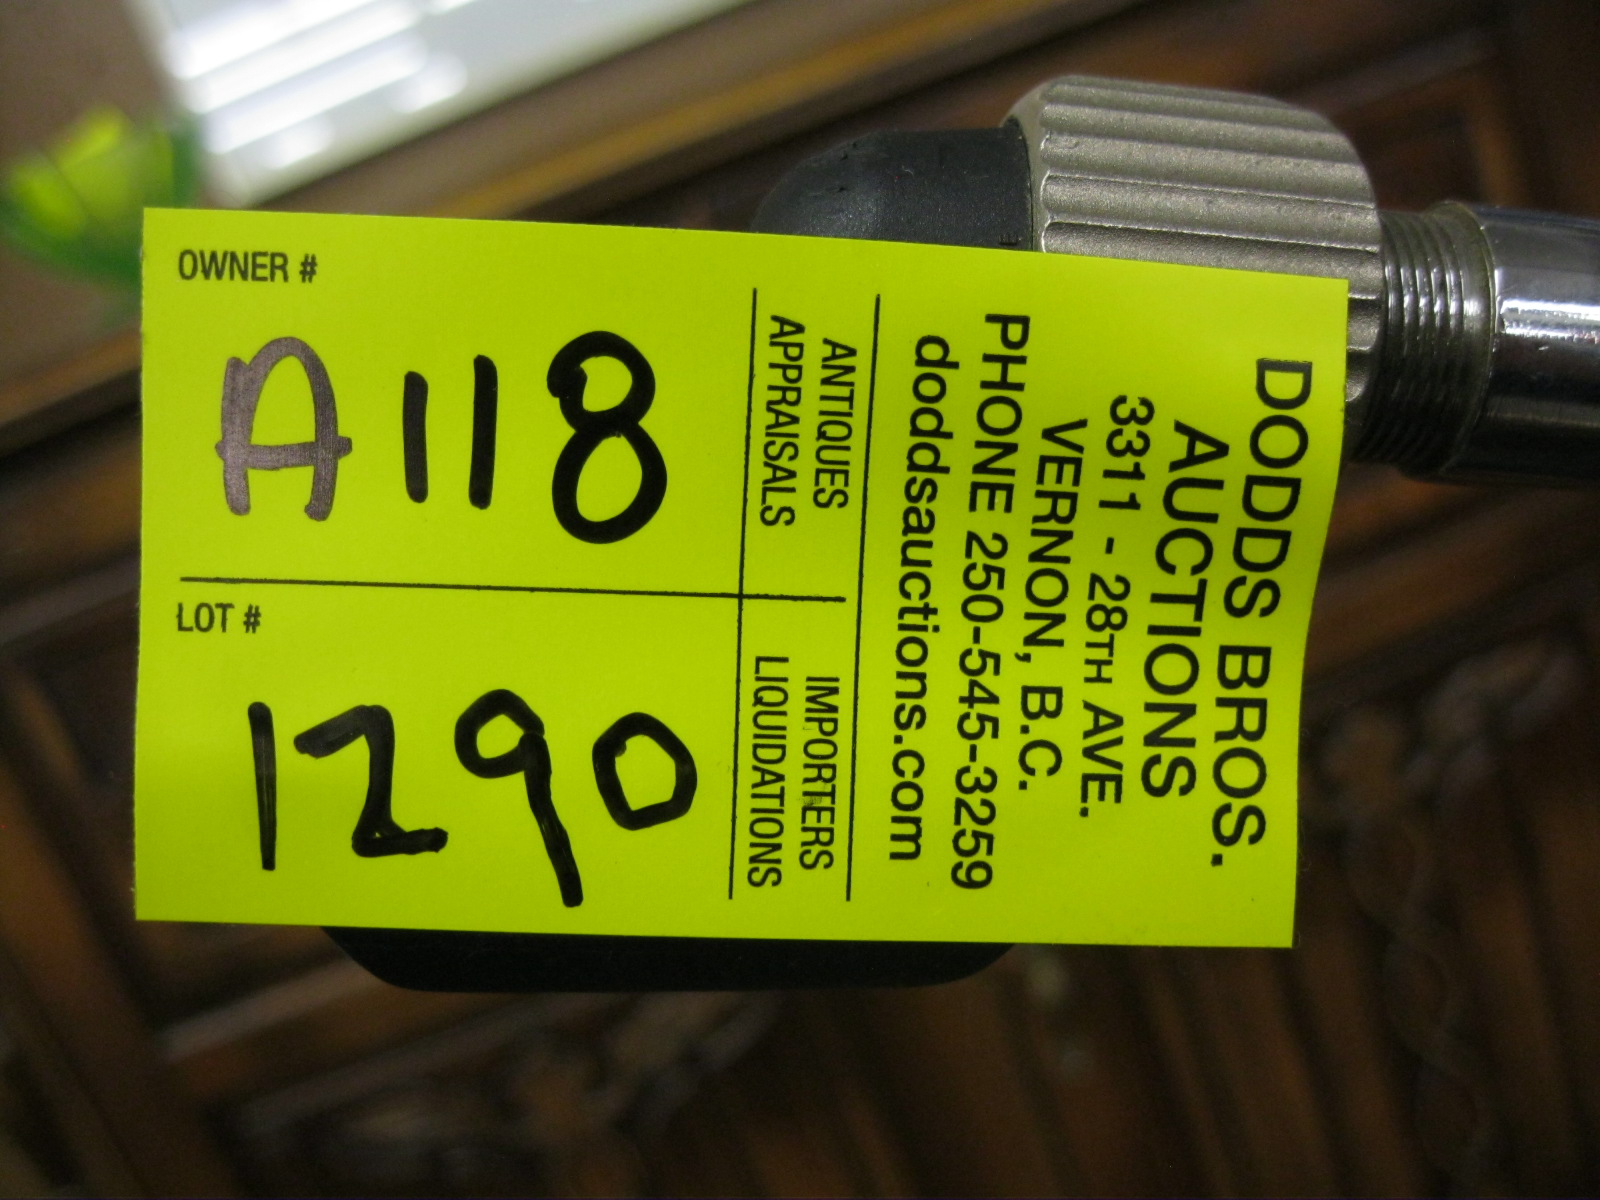 DODDS BROS.
AUCTIONS
3311 - 28TH AVE.
VERNON, B.C.
PHONE 250-545-3259
doddsauctions.com
ANTIQUES
APPRAISALS
IMPORTERS
LIQUIDATIONS
OWNER #
A118
LOT #
1290